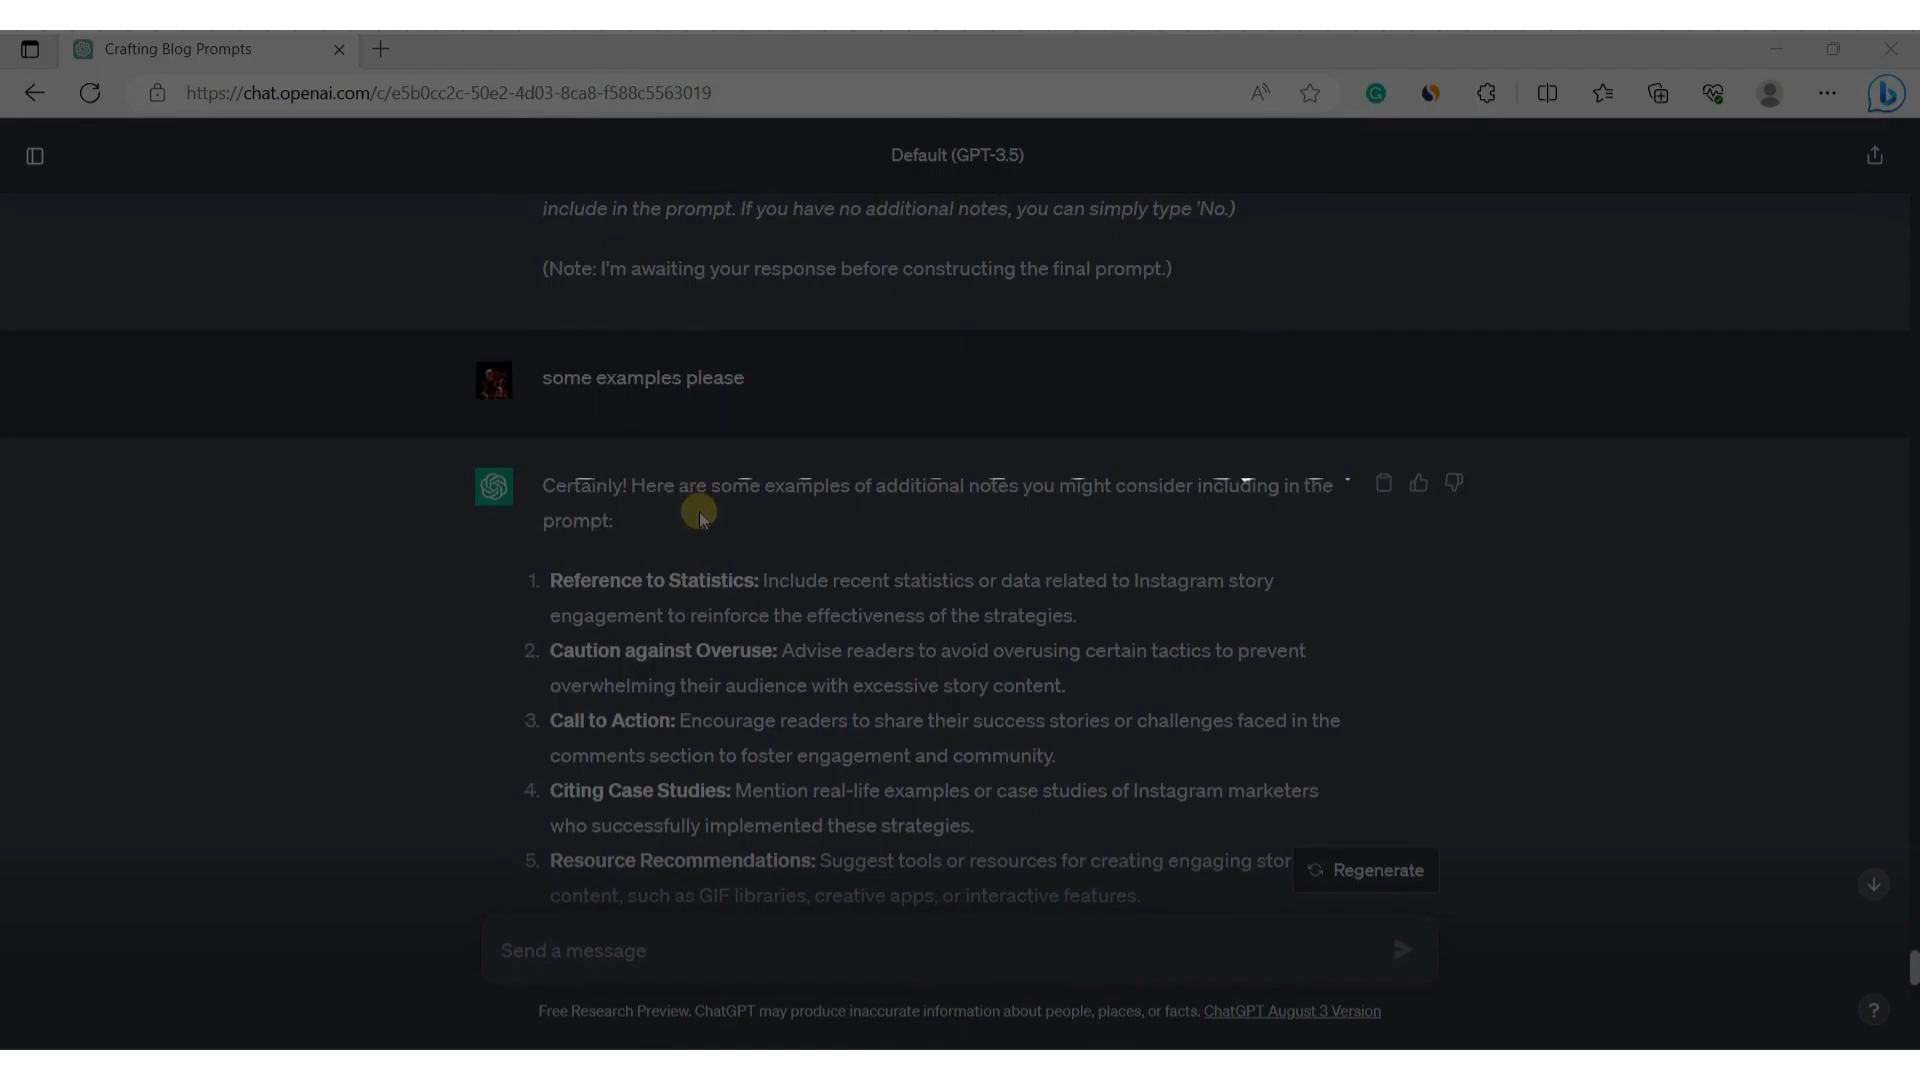 Crafting Blog Prompts
https://chat.openai.com/c/e5b0cc2c-50e2-4d03-8ca8-f588c5563019
Default (GPT-3.5)
include in the prompt. If you have no additional notes, you can simply type 'No.)
(Note: I'm awaiting your response before constructing the final prompt.)
some examples please
Certainly! Here are some examples of additional notes you might consider including in the
prompt:
1. Reference to Statistics: Include recent statistics or data related to Instagram story
engagement to reinforce the effectiveness of the strategies.
2. Caution against Overuse: Advise readers to avoid overusing certain tactics to prevent
overwhelming their audience with excessive story content.
3. Call to Action: Encourage readers to share their success stories or challenges faced in the
comments section to foster engagement and community.
4. Citing Case Studies: Mention real-life examples or case studies of Instagram marketers
who successfully implemented these strategies.
5. Resource Recommendations: Suggest tools or resources for creating engaging stor
content, such as GIF libraries, creative apps, or interactive features.
Regenerate
Send a message
Free Research Preview. ChatGPT may produce inaccurate information about people, places, or facts. ChatGPT August 3 Version
?